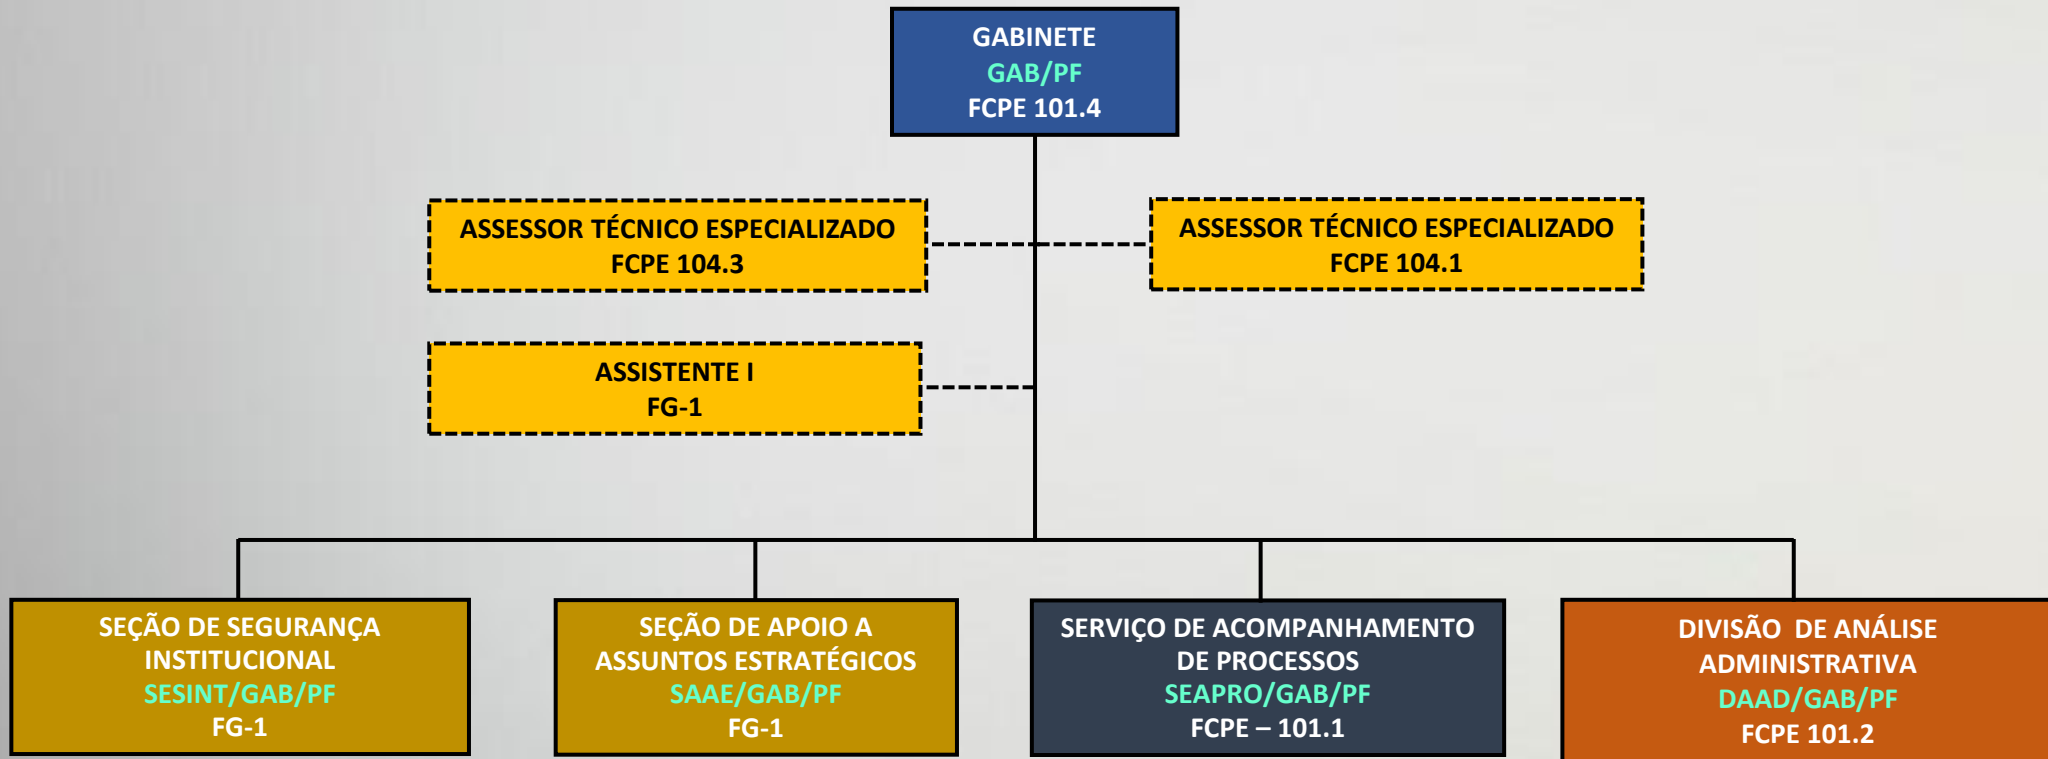 GABINETE
GAB/PF
FCPE 101.4
ASSESSOR TÉCNICO ESPECIALIZADO
FCPE 104.3
ASSESSOR TÉCNICO ESPECIALIZADO
FCPE 104.1
ASSISTENTE I
FG-1
SEÇÃO DE SEGURANÇA
INSTITUCIONAL
SESINT/GAB/PF
FG-1
SEÇÃO DE APOIO A
ASSUNTOS ESTRATÉGICOS
SAAE/GAB/PF
FG-1
SERVIÇO DE ACOMPANHAMENTO
DE PROCESSOS
SEAPRO/GAB/PF
FCPE – 101.1
DIVISÃO DE ANÁLISE
ADMINISTRATIVA
DAAD/GAB/PF
FCPE 101.2